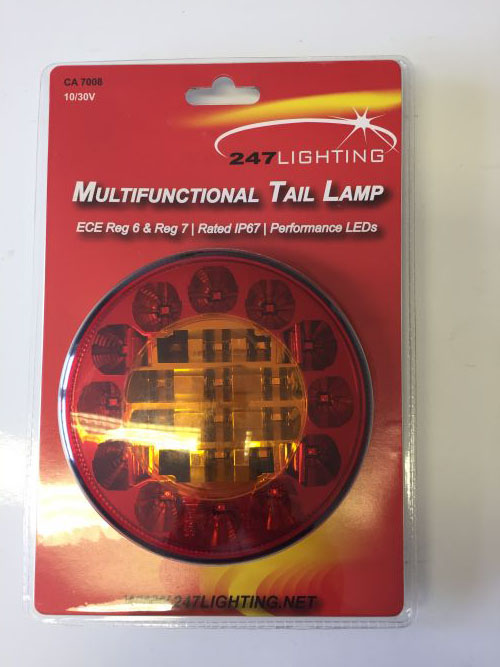 CA 7008
10/30V
247LIGHTING
MULTIFUNCTIONAL TAIL LAMP
ECE Reg 6 & Reg 7 | Rated IP67 | Performance LEDs
WWW.247LIGHTING.NET